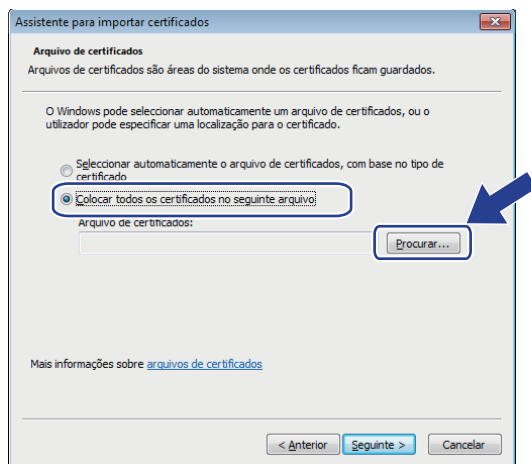 Assistente para importar certificados
Arquivo de certificados
Arquivos de certificados são áreas do sistema onde os certificados ficam guardados.
O Windows pode seleccionar automaticamente um arquivo de certificados, ou o
utilizador pode especificar uma localização para o certificado.
Seleccionar automaticamente o arquivo de certificados, com base no tipo de
certificado
Colocar todos os certificados no seguinte arquivo
Arquivo de certificados:
Procurar...
Mais informações sobre arquivos de certificados
< Anterior
Seguinte >
Cancelar